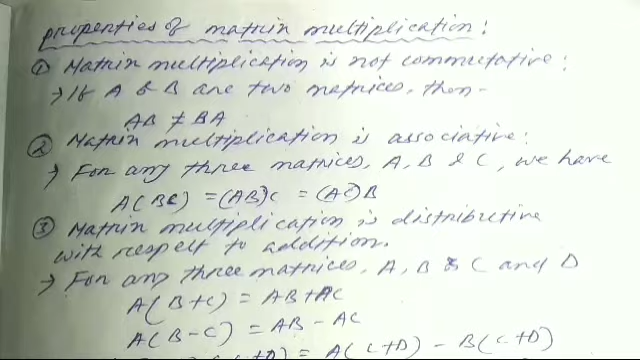 properties of matrix multiplication:
① Matrix multiplication is not commutative:
→ If A & B are two matrices, then-
AB ≠ BA
② Matrix multiplication is associative:
→ For any three matrices, A, B & C, we have
A(BC) = (AB)C = (AC)B
③ Matrix multiplication is distributive
with respect to addition.
→ For any three matrices, A, B & C and D
A(B+C) = AB+AC
A(B-C) = AB - AC
C+D) = A(C+D) - B(C+D)